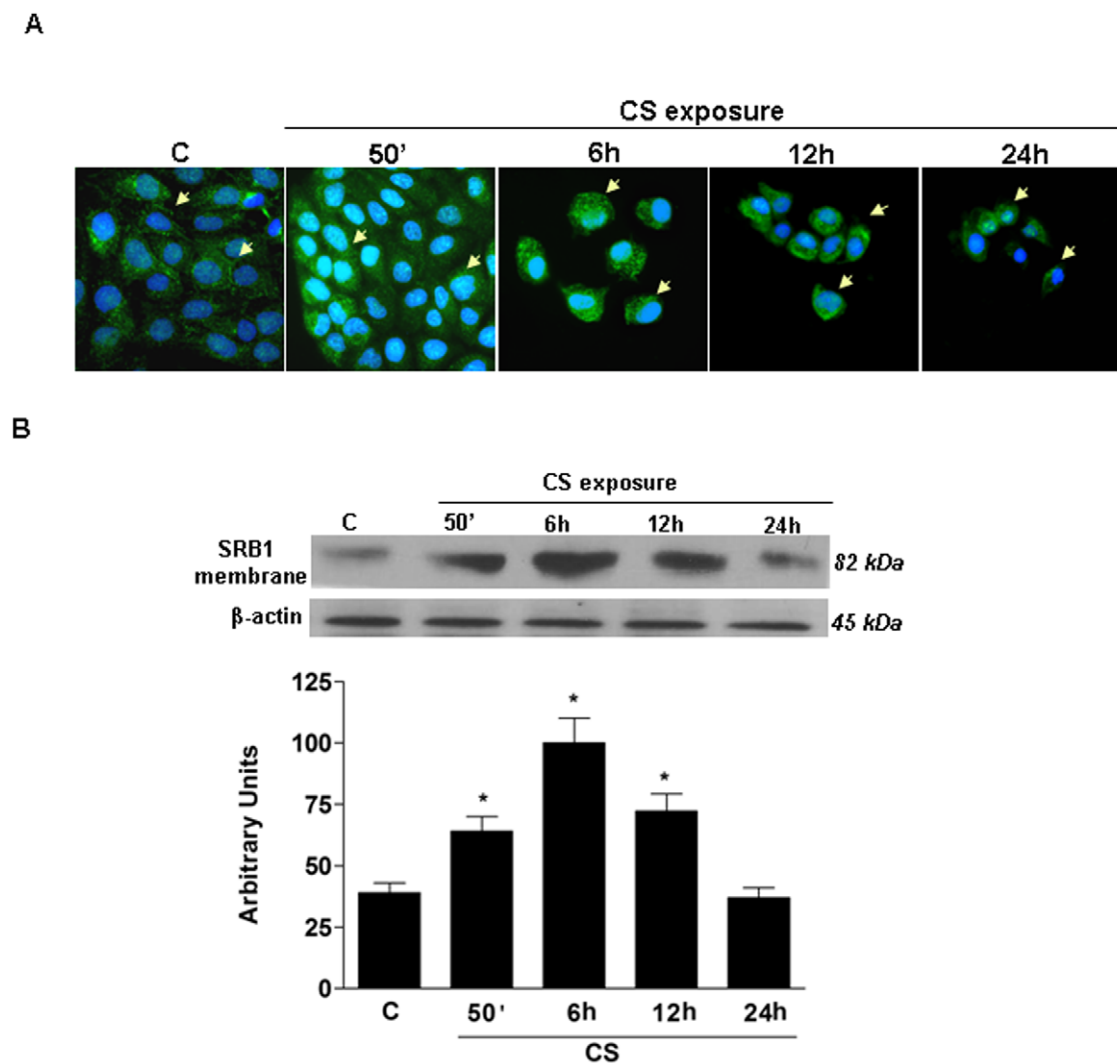 A
CS exposure
C 50' 6h 12h 24h
B
CS exposure
C 50' 6h 12h 24h
SRB1
membrane
82 kDa
β-actin
45 kDa
125
100
75
50
25
0
Arbitrary Units
*
*
*
C 50' 6h 12h 24h
CS